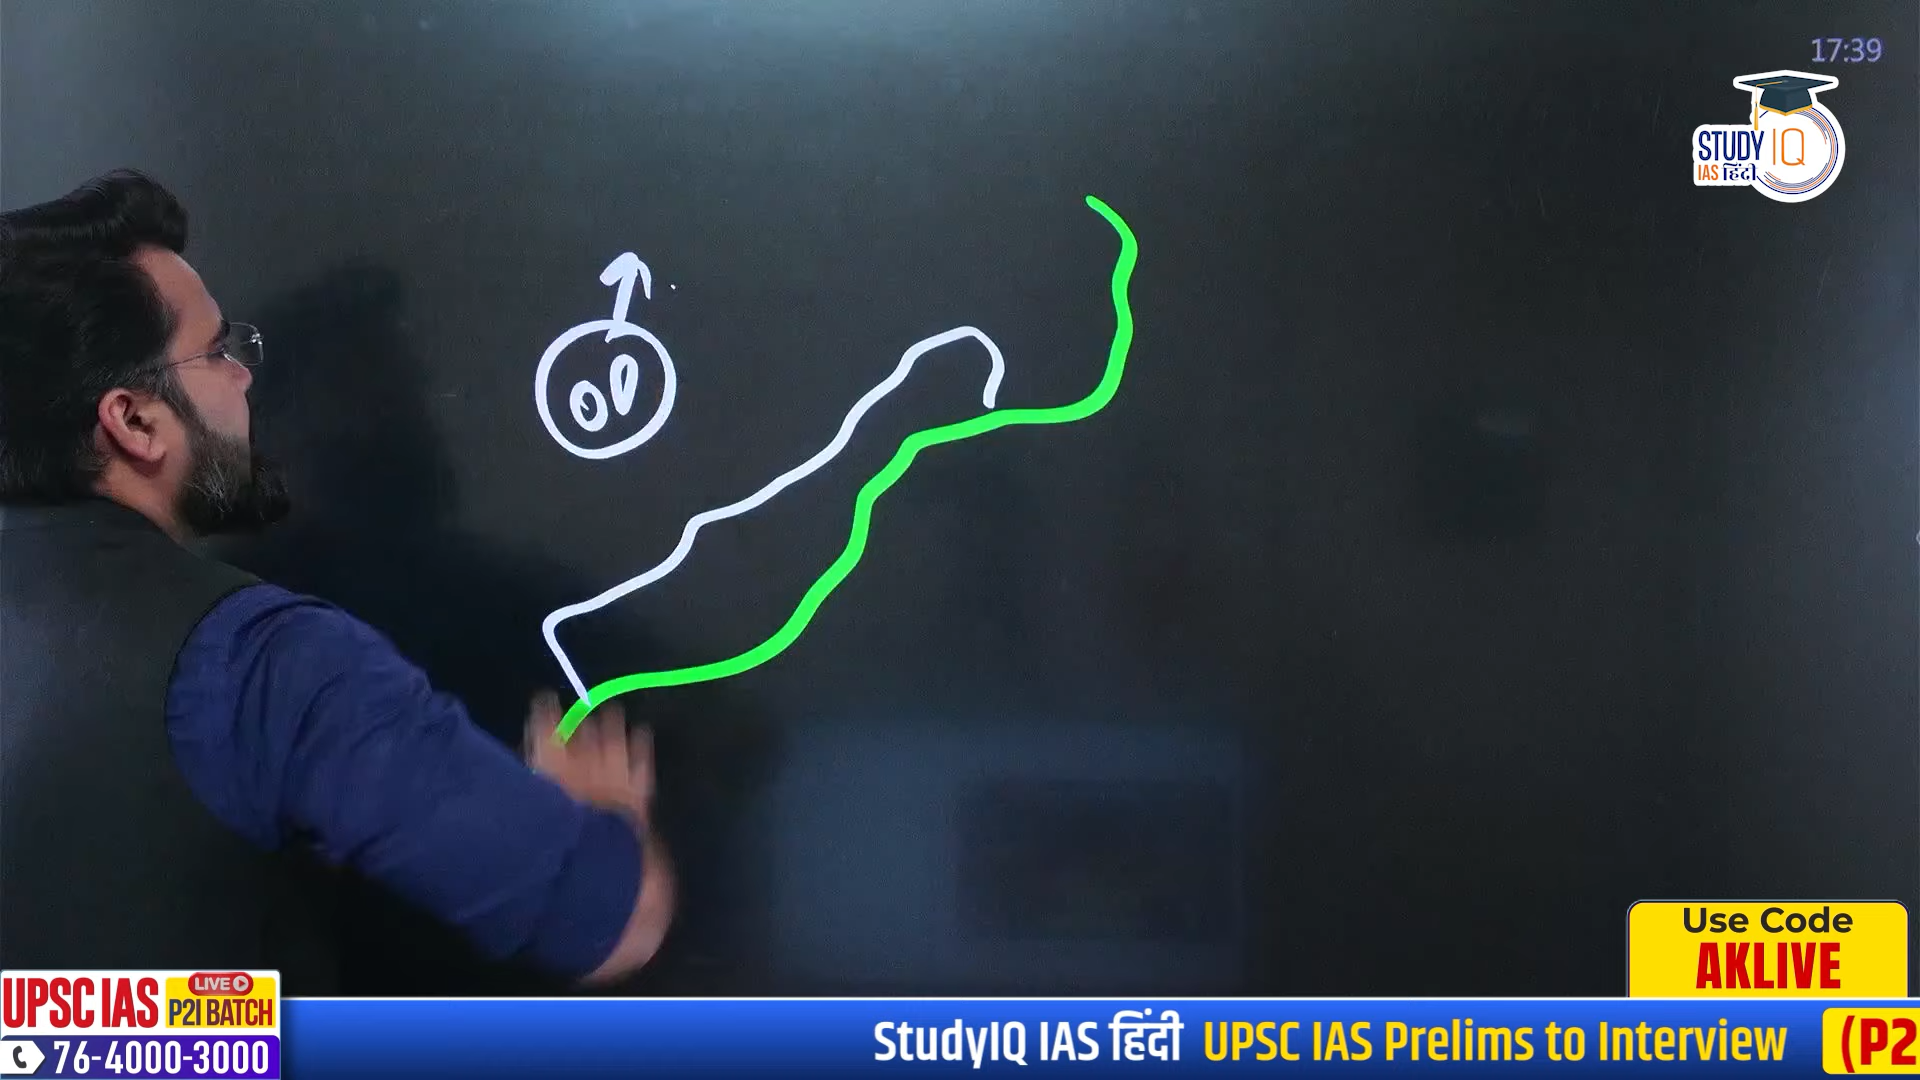 17:39
STUDY IQ
IAS हिंदी
Use Code
AKLIVE
UPSC IAS
LIVE
P2I BATCH
76-4000-3000
StudyIQ IAS हिंदी UPSC IAS Prelims to Interview (P2